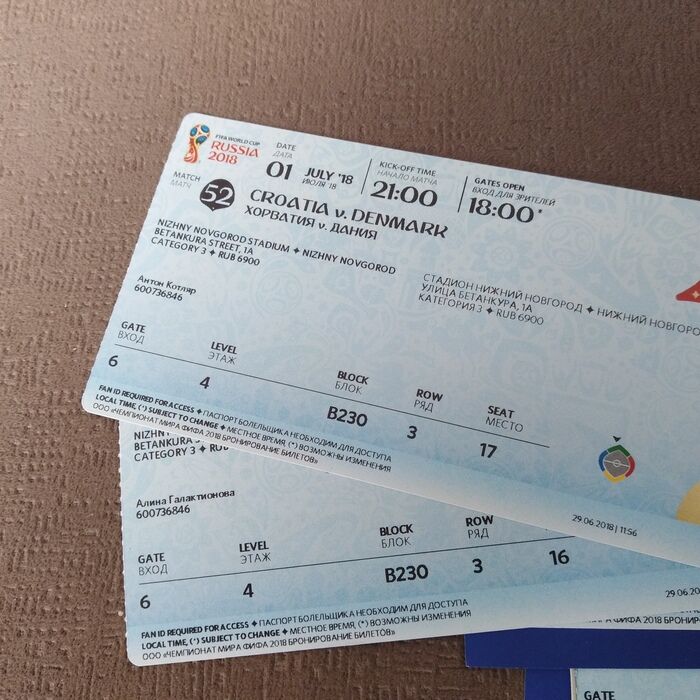 FIFA WORLD CUP
RUSSIA
2018
DATE
ДАТА
01 JULY '18
ИЮЛЯ '18
KICK-OFF TIME
НАЧАЛО МАТЧА
21:00
GATES OPEN
ВХОД ДЛЯ ЗРИТЕЛЕЙ
18:00*
MATCH
МАТЧ
52
CROATIA v. DENMARK
ХОРВАТИЯ v. ДАНИЯ
NIZHNY NOVGOROD STADIUM ✦ NIZHNY NOVGOROD
BETANKURA STREET, 1A
CATEGORY 3 ✦ RUB 6900
СТАДИОН НИЖНИЙ НОВГОРОД ✦ НИЖНИЙ НОВГОРО
УЛИЦА БЕТАНКУРА, 1А
КАТЕГОРИЯ 3 ✦ RUB 6900
Антон Котляр
600736846
GATE
ВХОД
6
LEVEL
ЭТАЖ
4
BLOCK
БЛОК
B230
ROW
РЯД
3
SEAT
МЕСТО
17
FAN ID REQUIRED FOR ACCESS ✦ ПАСПОРТ БОЛЕЛЬЩИКА НЕОБХОДИМ ДЛЯ ДОСТУПА
LOCAL TIME, (*) SUBJECT TO CHANGE ✦ МЕСТНОЕ ВРЕМЯ, (*) ВОЗМОЖНЫ ИЗМЕНЕНИЯ
ООО «ЧЕМПИОНАТ МИРА ФИФА 2018 БРОНИРОВАНИЕ БИЛЕТОВ»
29.06.2018 | 11:56
NIZHN
BETANKURA S
CATEGORY 3 ✦ RU
Алина Галактионова
600736846
GATE
ВХОД
6
LEVEL
ЭТАЖ
4
BLOCK
БЛОК
B230
ROW
РЯД
3
16
FAN ID REQUIRED FOR ACCESS ✦ ПАСПОРТ БОЛЕЛЬЩИКА НЕОБХОДИМ ДЛЯ ДОСТУПА
LOCAL TIME, (*) SUBJECT TO CHANGE ✦ МЕСТНОЕ ВРЕМЯ, (*) ВОЗМОЖНЫ ИЗМЕНЕНИЯ
ООО «ЧЕМПИОНАТ МИРА ФИФА 2018 БРОНИРОВАНИЕ БИЛЕТОВ»
29.06.20
GATE